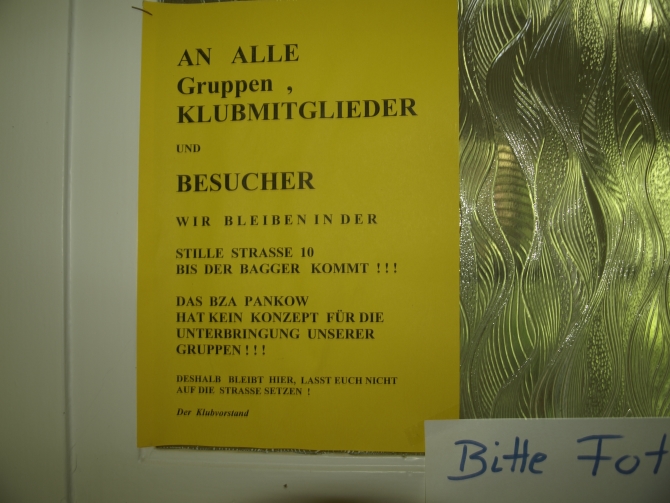 AN ALLE
Gruppen ,
KLUBMITGLIEDER
UND
BESUCHER
WIR BLEIBEN IN DER
STILLE STRASSE 10
BIS DER BAGGER KOMMT !!!
DAS BZA PANKOW
HAT KEIN KONZEPT FÜR DIE
UNTERBRINGUNG UNSERER
GRUPPEN ! ! !
DESHALB BLEIBT HIER, LASST EUCH NICHT
AUF DIE STRASSE SETZEN !
Der Klubvorstand
Bitte Fot